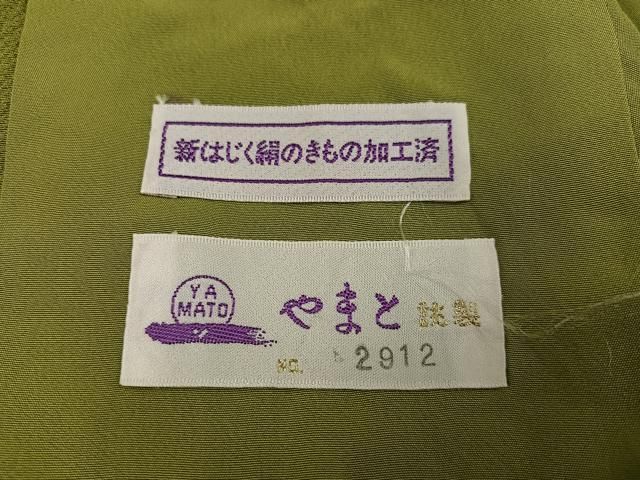 新はじく絹のきもの加工済
YA
MATO
やまと 謹製
NO. 2912